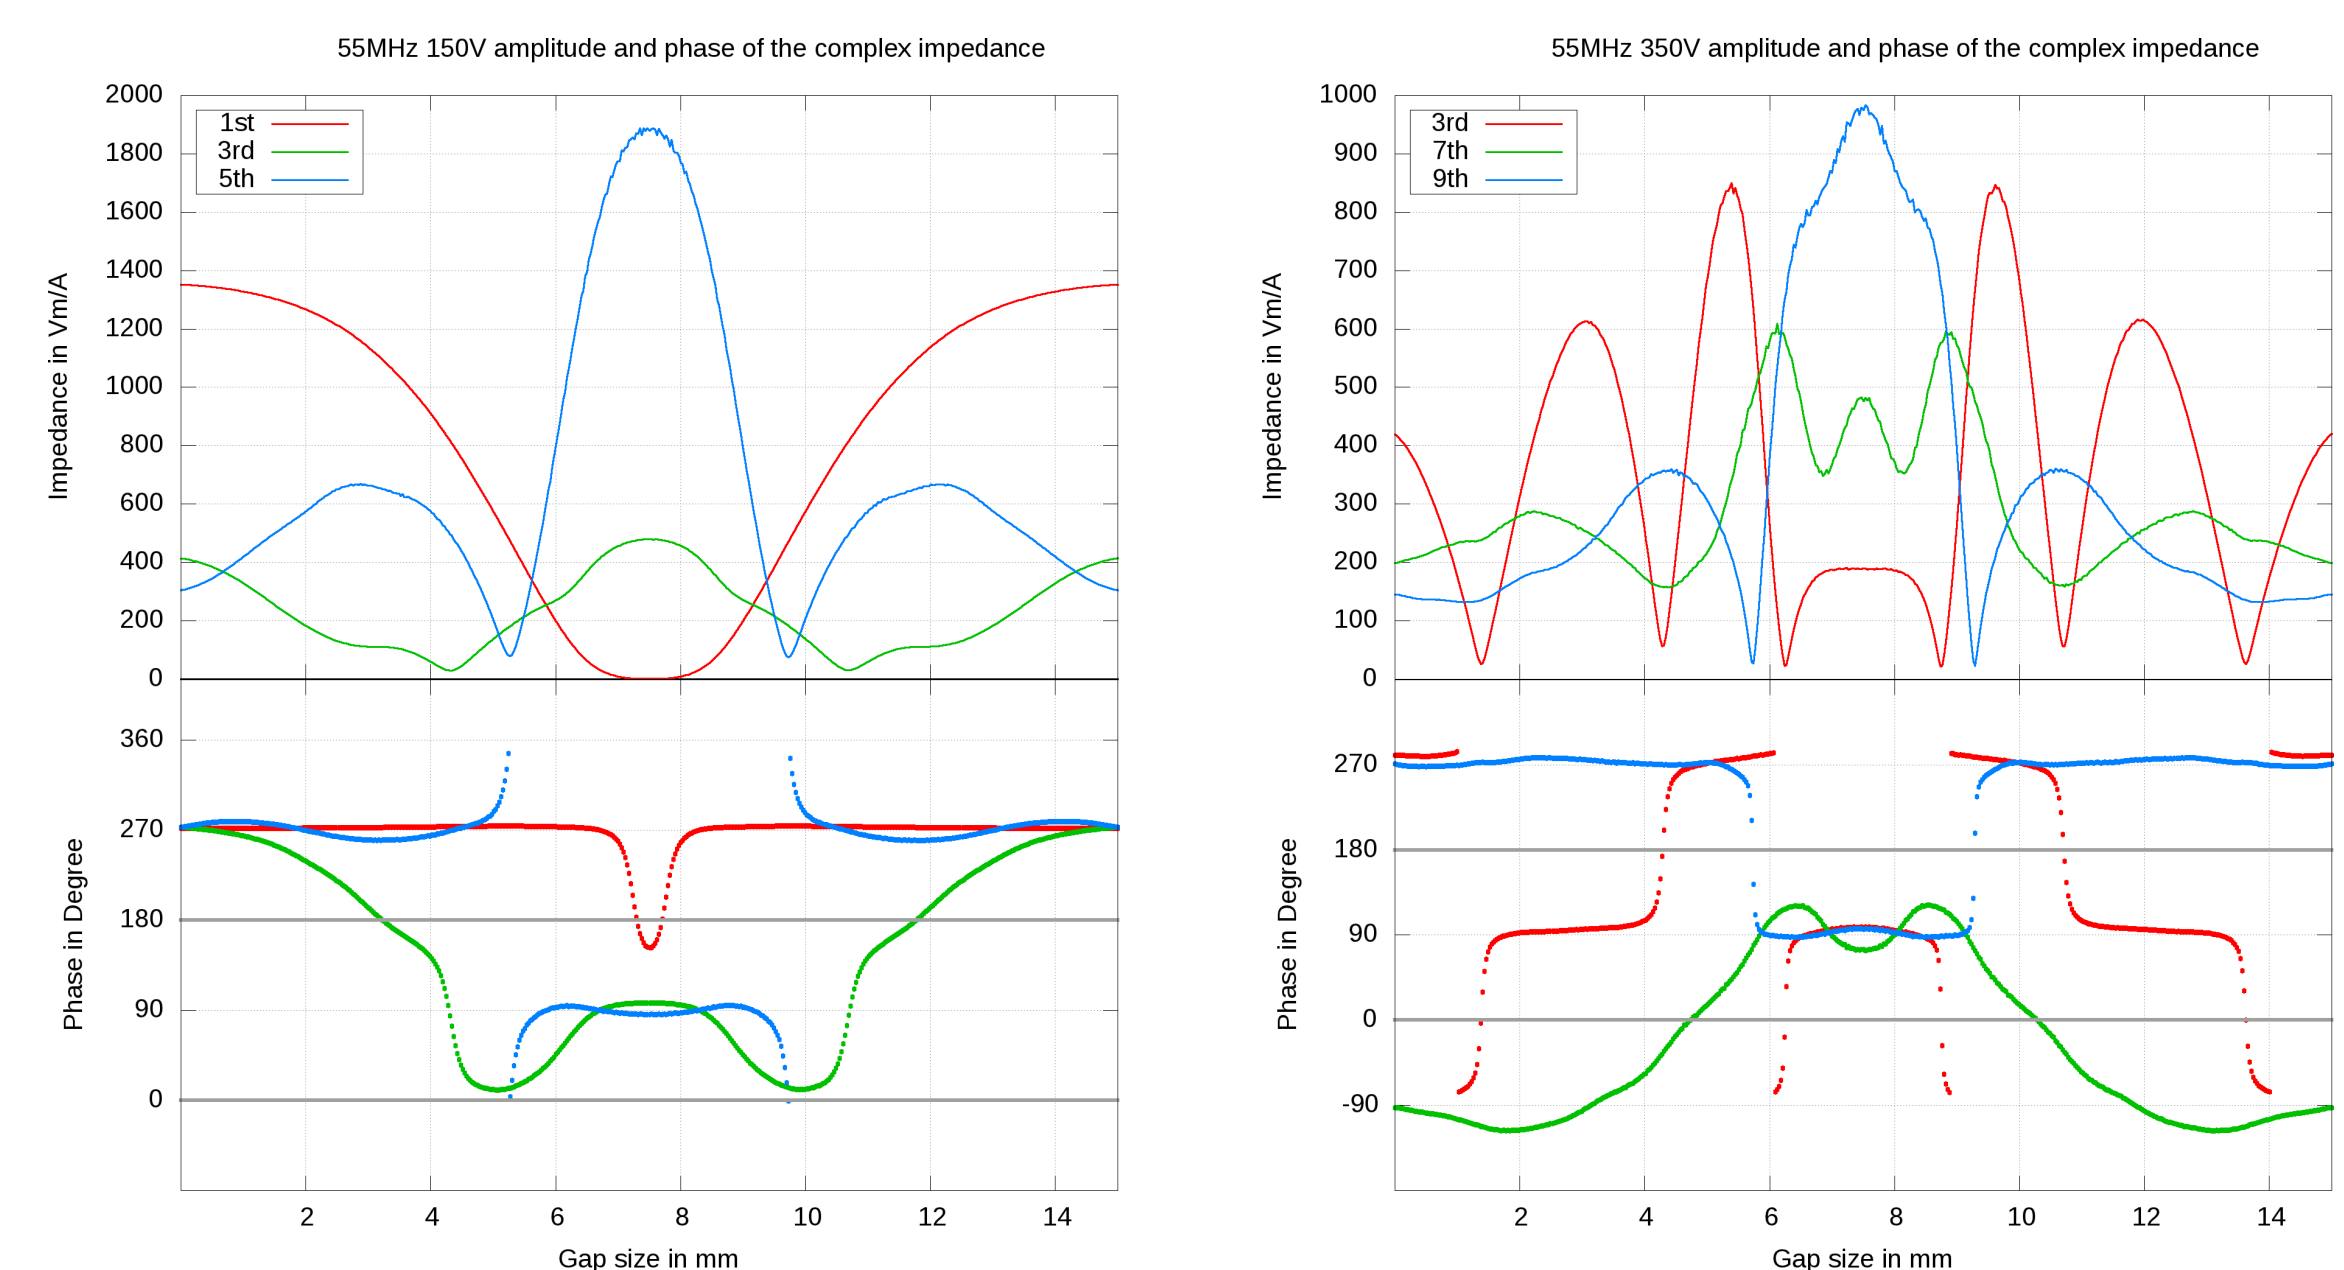 55MHz 150V amplitude and phase of the complex impedance
2000
1800
1600
1400
1200
1000
800
600
400
200
0
Impedance in Vm/A
1st
3rd
5th
360
270
180
90
0
Phase in Degree
2 4 6 8 10 12 14
Gap size in mm
55MHz 350V amplitude and phase of the complex impedance
1000
900
800
700
600
500
400
300
200
100
0
Impedance in Vm/A
3rd
7th
9th
270
180
90
0
-90
Phase in Degree
2 4 6 8 10 12 14
Gap size in mm